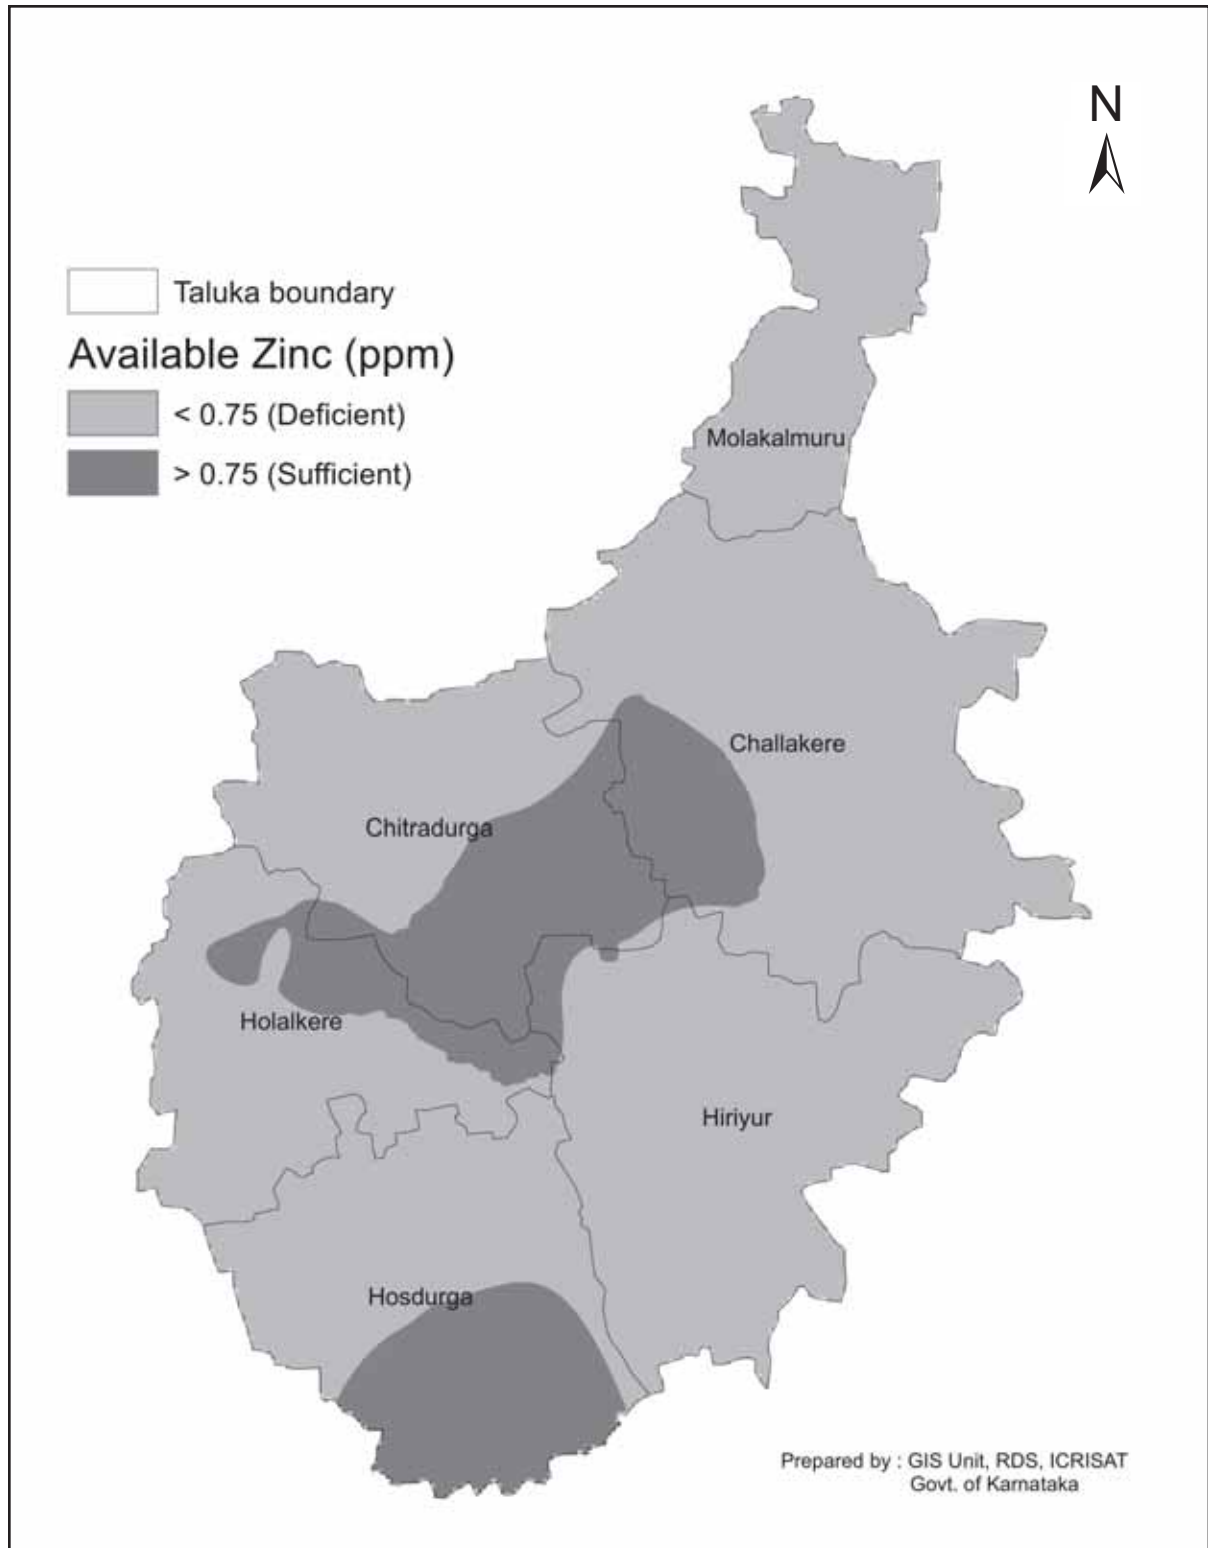 N
Taluka boundary
Available Zinc (ppm)
< 0.75 (Deficient)
> 0.75 (Sufficient)
Molakalmuru
Challakere
Chitradurga
Holalkere
Hiriyur
Hosdurga
Prepared by : GIS Unit, RDS, ICRISAT
Govt. of Karnataka